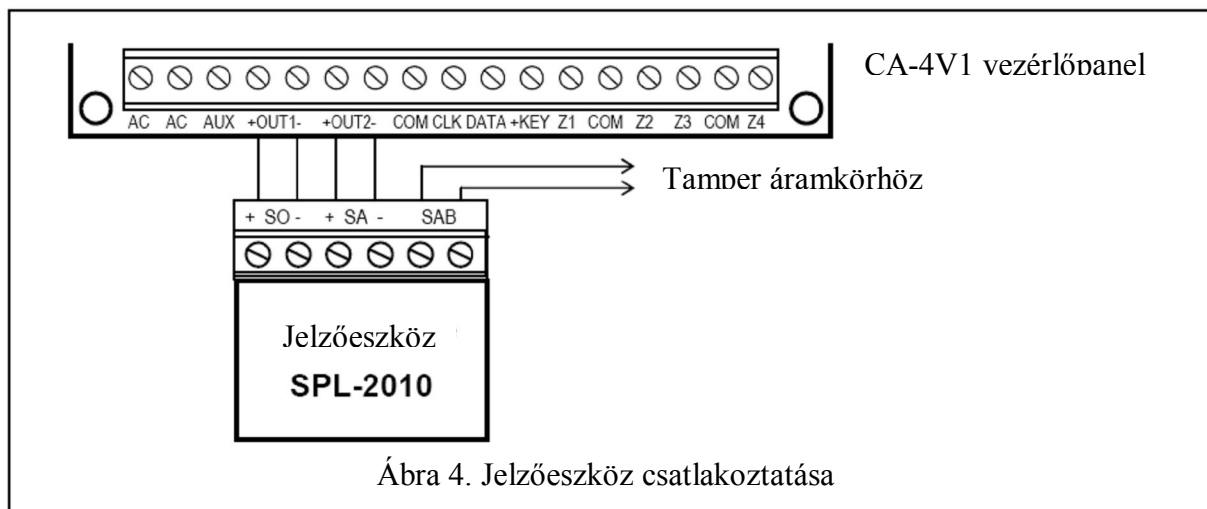 CA-4V1 vezérlőpanel
AC AC AUX +OUT1- +OUT2- COM CLK DATA +KEY Z1 COM Z2 Z3 COM Z4
Tamper áramkörhöz
+ SO - + SA - SAB
Jelzőeszköz
SPL-2010
Ábra 4. Jelzőeszköz csatlakoztatása